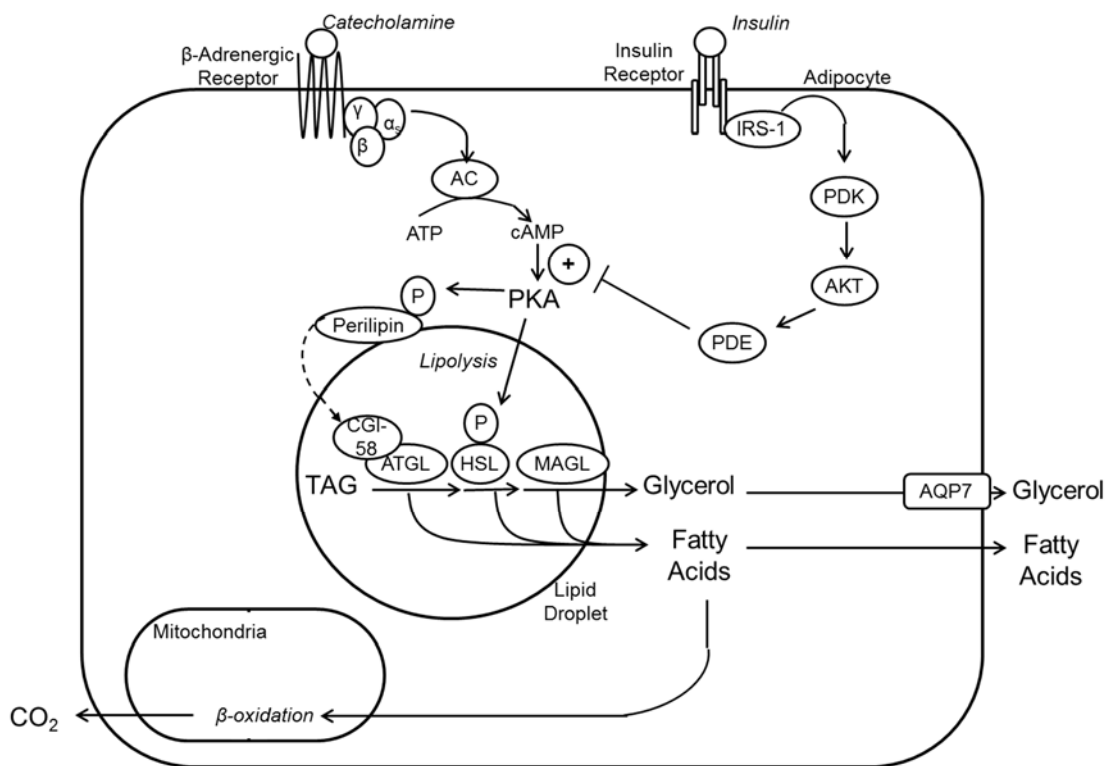 Catecholamine
β-Adrenergic
Receptor
γ
αs
β
AC
ATP
cAMP
+
PKA
P
Perilipin
Lipolysis
CGI-
58
ATGL
P
HSL
MAGL
TAG
Glycerol
Fatty
Acids
Lipid
Droplet
Insulin
Insulin
Receptor
Adipocyte
IRS-1
PDK
AKT
PDE
AQP7
Glycerol
Fatty
Acids
Mitochondria
β-oxidation
CO₂